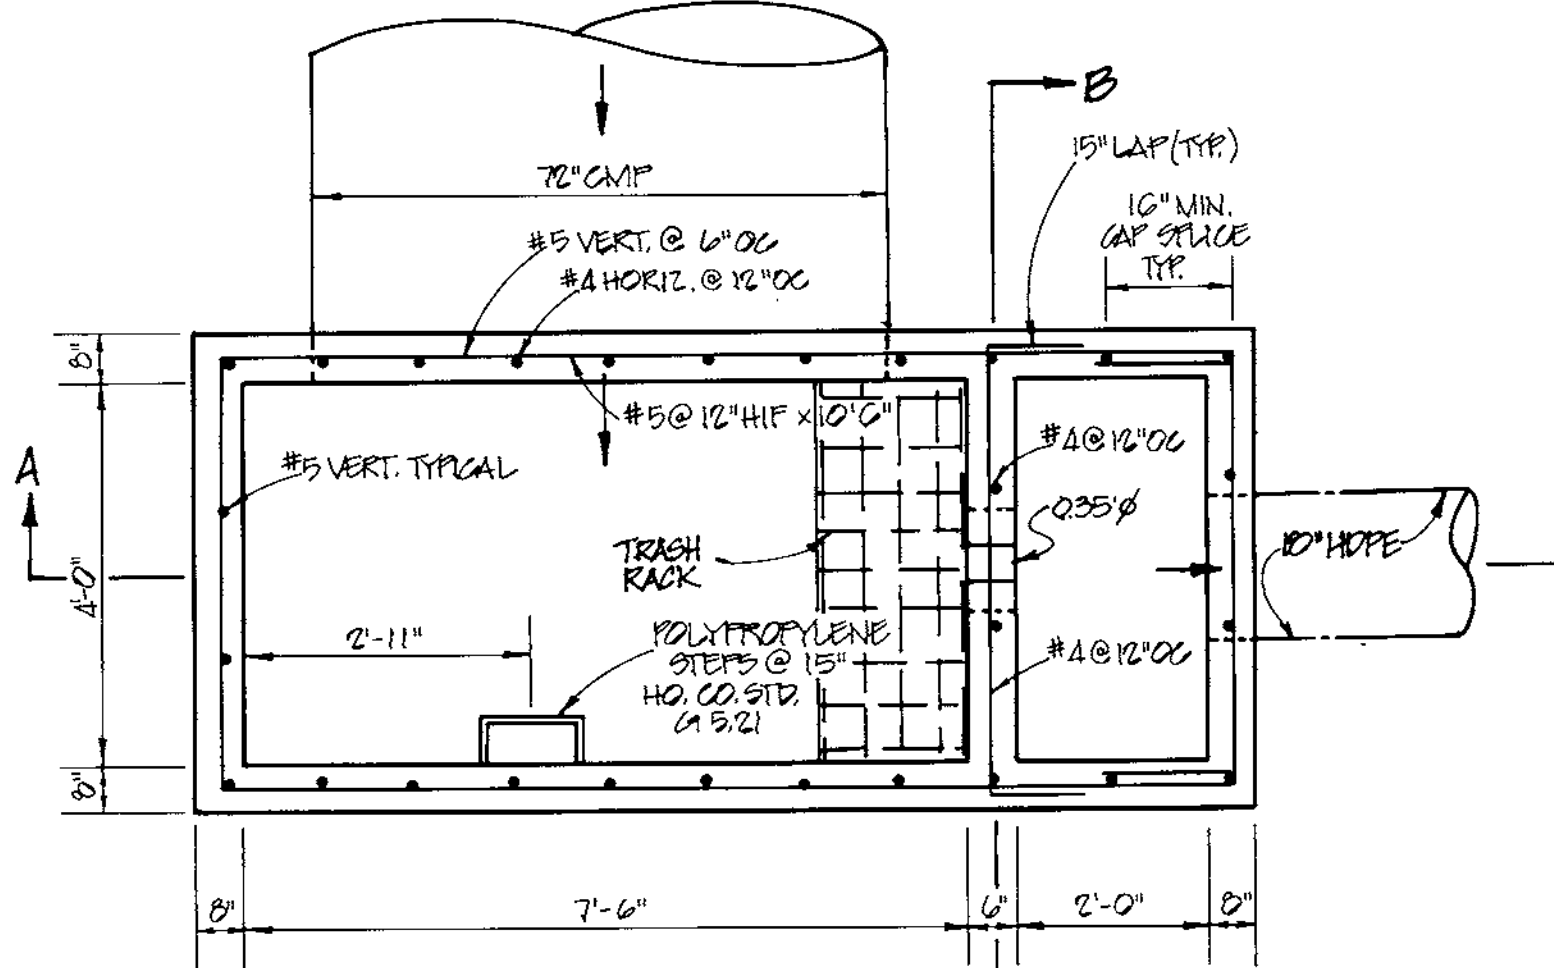 B
15" LAP (TYP.)
72" CMP
16" MIN.
LAP SPLICE
TYP.
#5 VERT. @ 6" OC
#4 HORIZ. @ 12" OC
8"
#5 @ 12" HIF x 10'6"
#4 @ 12" OC
A
#5 VERT. TYPICAL
0.35' ø
TRASH
RACK
18" HDPE
4'-0"
2'-11"
POLYPROPYLENE
STEPS @ 15"
HO. CO. STD.
G 5.21
#4 @ 12" OC
8"
8"
7'-6"
6"
2'-0"
8"